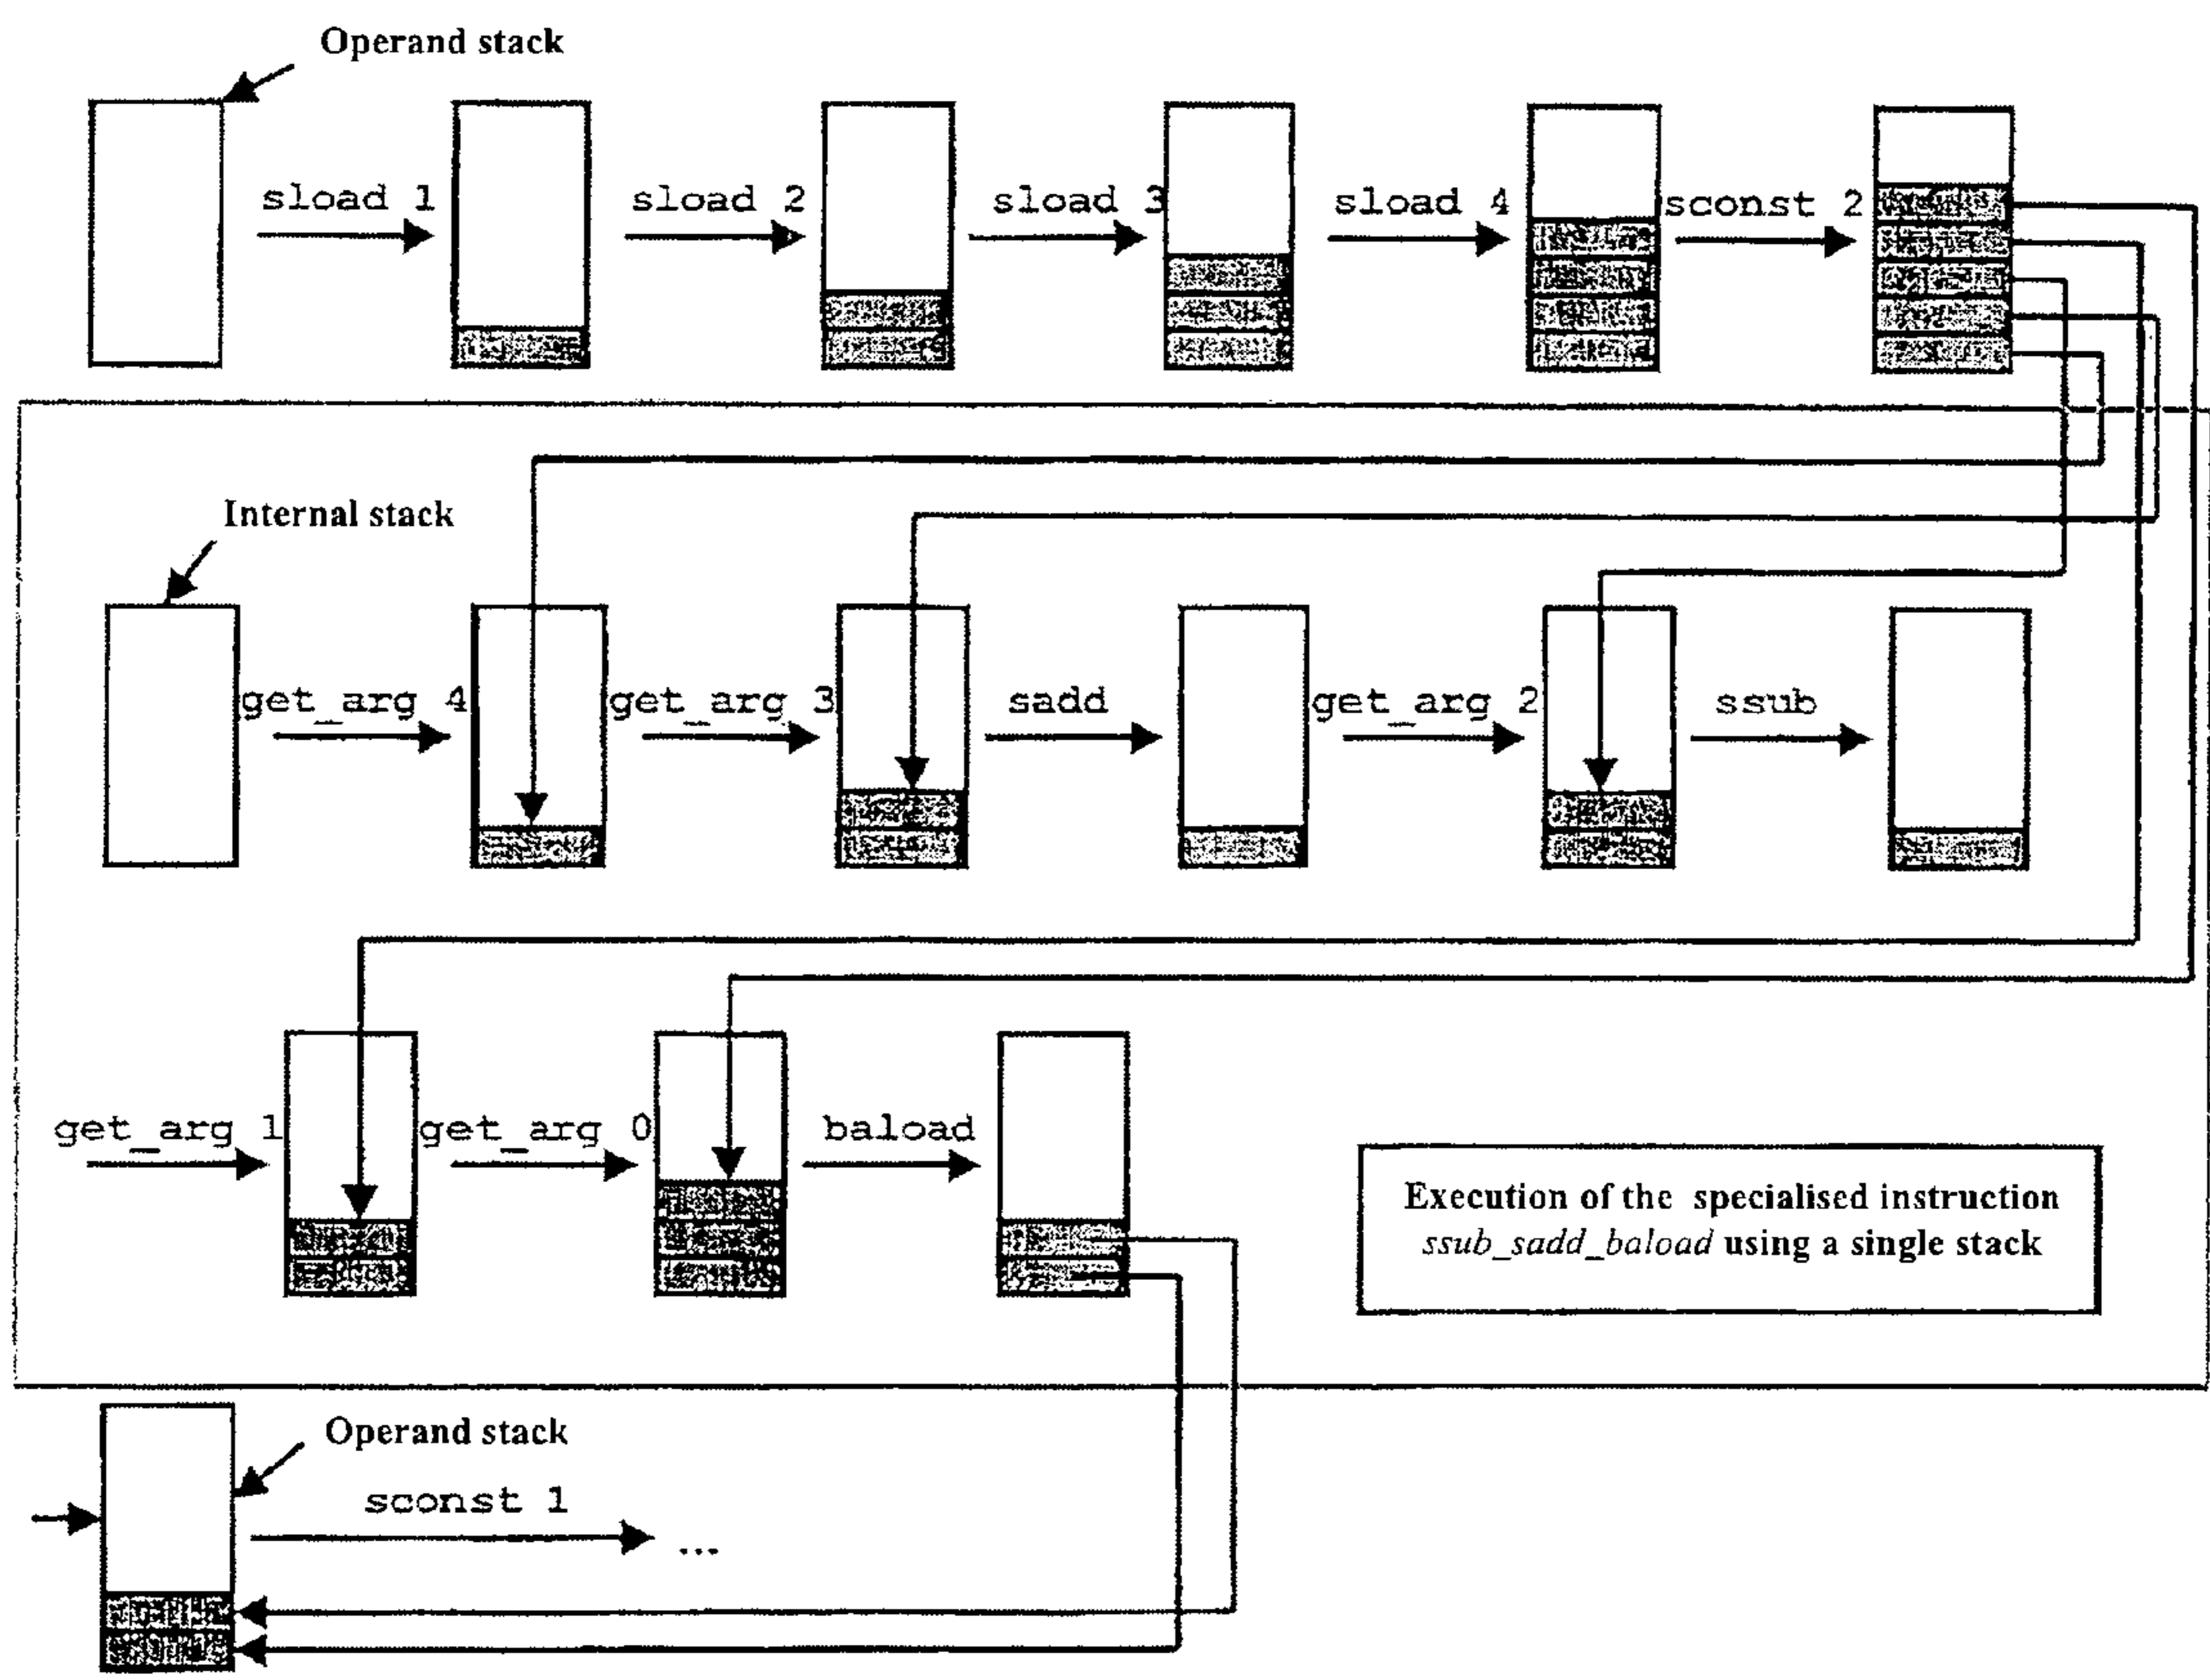 Operand stack
sload 1
sload 2
sload 3
sload 4
sconst 2
Internal stack
get_arg 4
get_arg 3
sadd
get_arg 2
ssub
get_arg 1
get_arg 0
baload
Execution of the specialised instruction
ssub_sadd_baload using a single stack
Operand stack
sconst 1
...